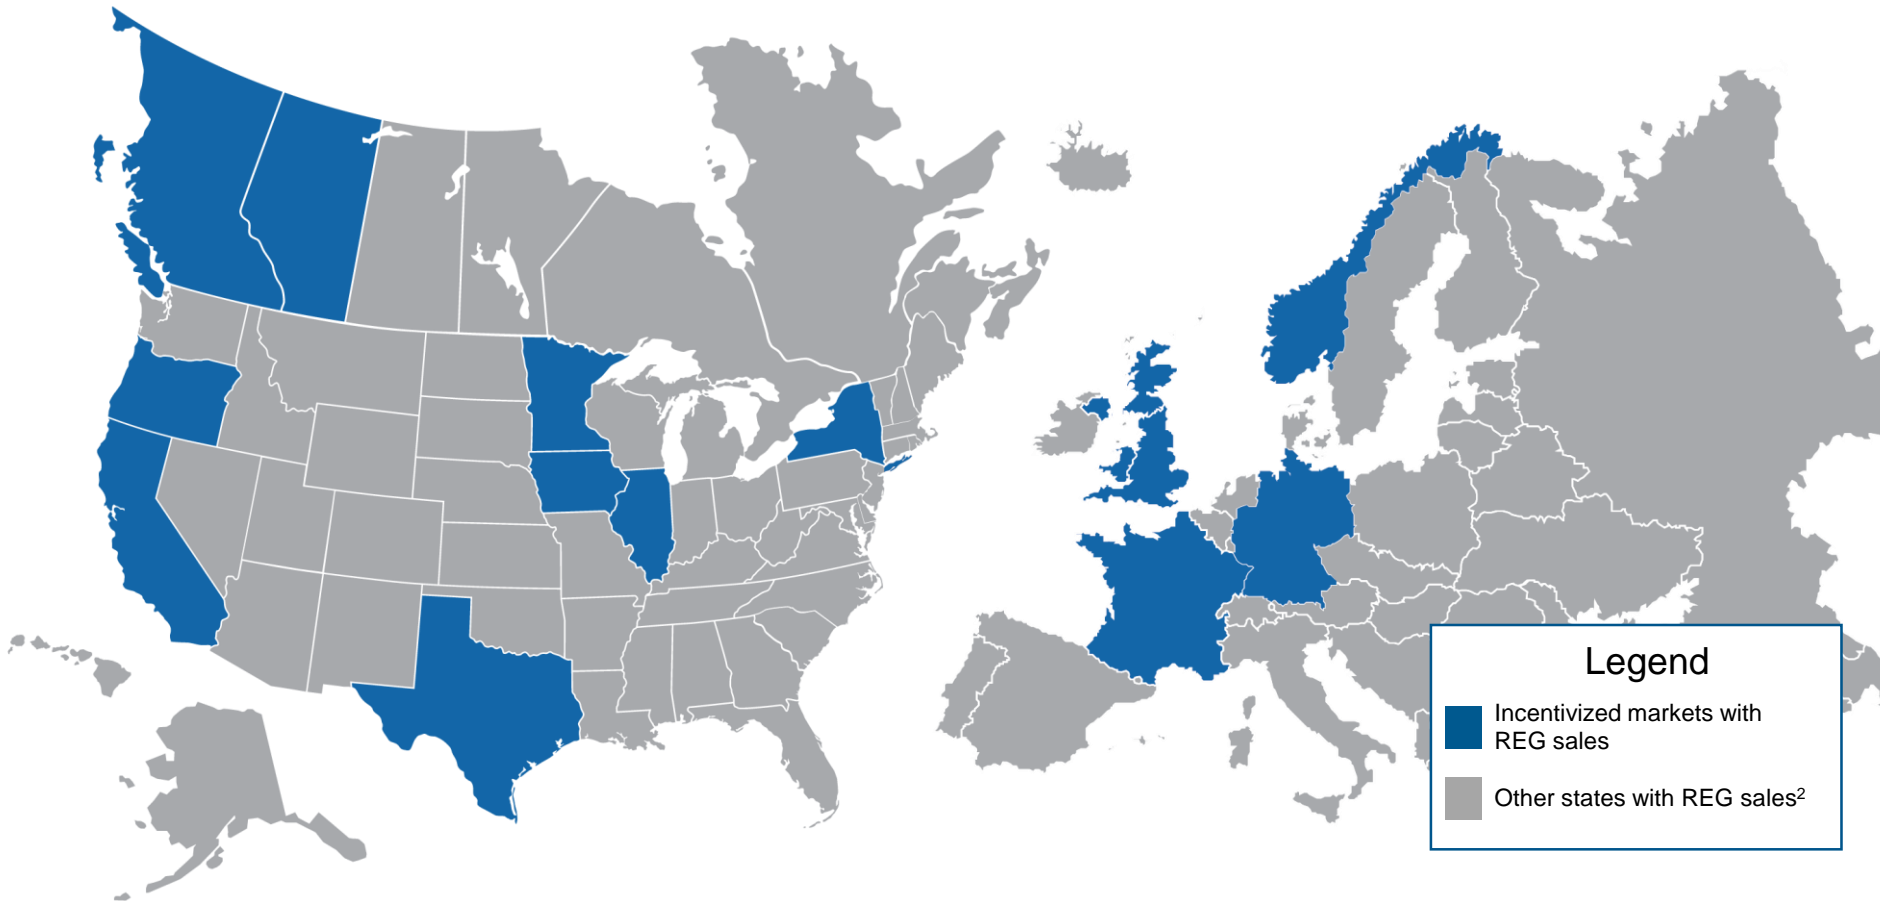 Legend
Incentivized markets with
REG sales
Other states with REG sales²